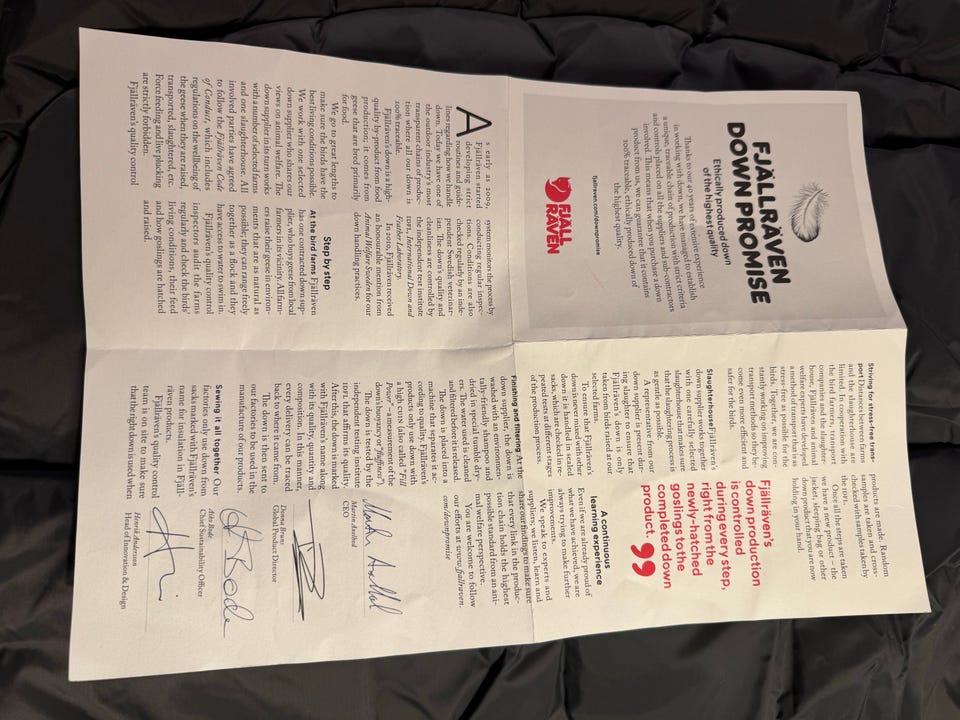 FJÄLLRÄVEN
DOWN PROMISE
Ethically produced down
of the highest quality
Thanks to our 40 years of extensive experience
in working with down, we have managed to establish
a unique, traceable chain of production with strict criteria
and controls placed on all the suppliers and sub-contractors
involved. This means that when you purchase a down
product from us, we can guarantee that it contains
100% traceable, ethically produced down of
the highest quality.
fjallraven.com/downpromise
FJÄLL
RÄVEN
As early as 2009,
Fjällräven started
developing strict
routines and guide-
lines regarding how we handle
down. Today we have one of
the outdoor industry's most
transparent chains of produc-
tion where all our down is
100% traceable.
Fjällräven's down is a high-
quality by-product from food
production; it comes from
geese that are bred primarily
for food.
We go to great lengths to
make sure the birds have the
best living conditions possible.
We work with one selected
down supplier who shares our
views on animal welfare. The
down supplier in its turn works
with a number of selected farms
and one slaughterhouse. All
involved parties have agreed
to follow the Fjällräven Code
of Conduct, which includes
regulations on the wellbeing of
the geese when they are raised,
transported, slaughtered, etc.
Force feeding and live plucking
are strictly forbidden.
Fjällräven's quality control
system monitors the process by
conducting regular inspec-
tions. Conditions are also
checked regularly by an inde-
pendent Swedish veterinar-
ian. The down's quality and
cleanliness are controlled by
the independent test institute
IDFL, International Down and
Feather Laboratory.
In 2010, Fjällräven received
an honourable mention from
Animal Welfare Sweden for our
down handling practices.
Step by step
At the bird farms Fjällräven
has one contracted down sup-
plier, who buys geese from local
farmers in its vicinity. All farm-
ers raise their geese in environ-
ments that are as natural as
possible; they can range freely
together as a flock and they
have access to water to swim in.
Fjällräven's quality control
inspectors audit the farms
regularly and check the birds'
living conditions, their feed
and how goslings are hatched
and raised.
Striving for stress-free trans-
port Distances between farms
and the slaughterhouse are
limited. Together with
the bird farmers, transport
companies and the slaughter-
house, Fjällräven and animal
welfare experts have developed
a method of transport that is as
stress-free as possible for the
birds. Together, we are con-
stantly working on improving
transport methods so they be-
come even more efficient and
safer for the birds.
Slaughterhouse Fjällräven's
down supplier works together
with one carefully selected
slaughterhouse that makes sure
that the slaughtering process is
as gentle as possible.
A representative from our
down supplier is present dur-
ing slaughter to ensure that
Fjällräven's down is only
taken from birds raised at our
selected farms.
To ensure that Fjällräven's
down is never mixed with other
down it is handled in sealed
sacks, which are checked in re-
peated tests at different stages
of the production process.
Finishing and filtering At the
down supplier, the down is
washed with an environmen-
tally-friendly shampoo and
dried in special tumble dry-
ers. The water used is cleaned
and filtered before it is released.
The down is placed into a
machine that separates it ac-
cording to quality. Fjällräven's
products only use down with
a high CUIN (also called "Fill
Power" – a measurement of the
down's bounciness, or "fluffiness").
The down is tested by the
independent testing institute
IDFL that affirms its quality.
After this, the down is marked
with Fjällräven's name along
with its quality, quantity and
composition. In this manner,
every delivery can be traced
back to where it came from.
The down is then sent to
our factories to be used in the
manufacture of our products.
Sewing it all together Our
factories only use down from
sacks marked with Fjällräven's
name for insulation in Fjäll-
räven products.
Fjällräven's quality control
team is on site to make sure
that the right down is used when
products are made. Random
samples are taken and cross-
checked with samples taken by
the IDFL.
Once all the steps are taken
we have a new product – the
jacket, sleeping bag or other
down product that you are now
holding in your hand.
Fjällräven's
down production
is controlled
during every step,
right from the
newly-hatched
goslings to the
completed down
product.
A continuous
learning experience
Even if we are already proud of
what we have achieved, we are
always trying to make further
improvements.
We speak to experts and
suppliers; we listen, learn and
share our findings to make sure
that every link in the produc-
tion chain holds the highest
possible standard from an ani-
mal welfare perspective.
You are welcome to follow
our efforts at www.fjallraven.
com/downpromise
Martin Axelhed
CEO
Donna Bruns
Global Product Director
Aiko Bode
Chief Sustainability Officer
Henrik Andersson
Head of Innovation & Design